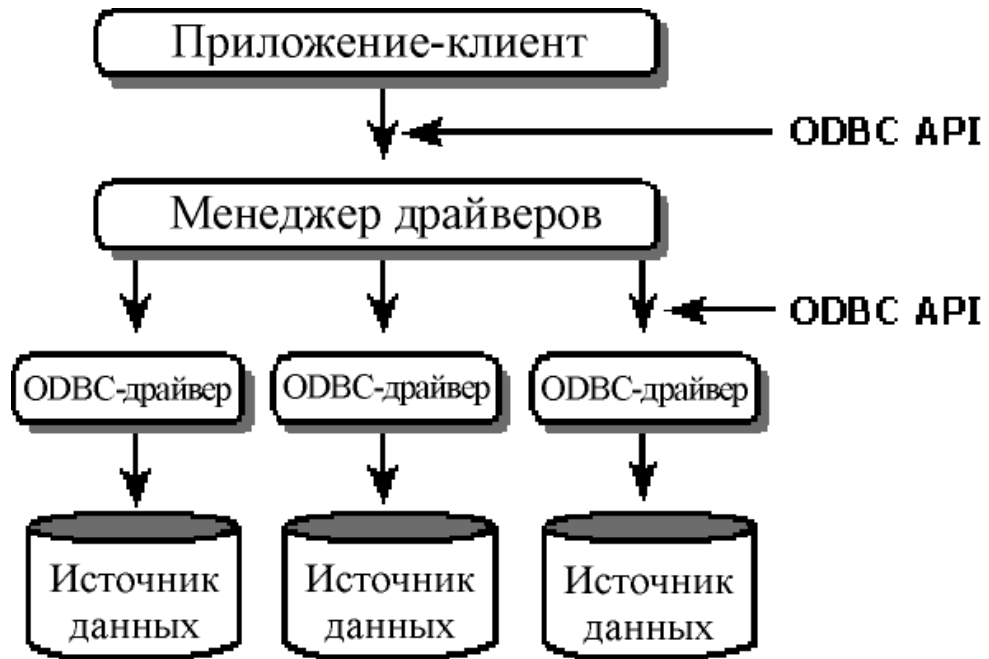 Приложение-клиент
ODBC API
Менеджер драйверов
ODBC API
ODBC-драйвер
ODBC-драйвер
ODBC-драйвер
Источник
данных
Источник
данных
Источник
данных